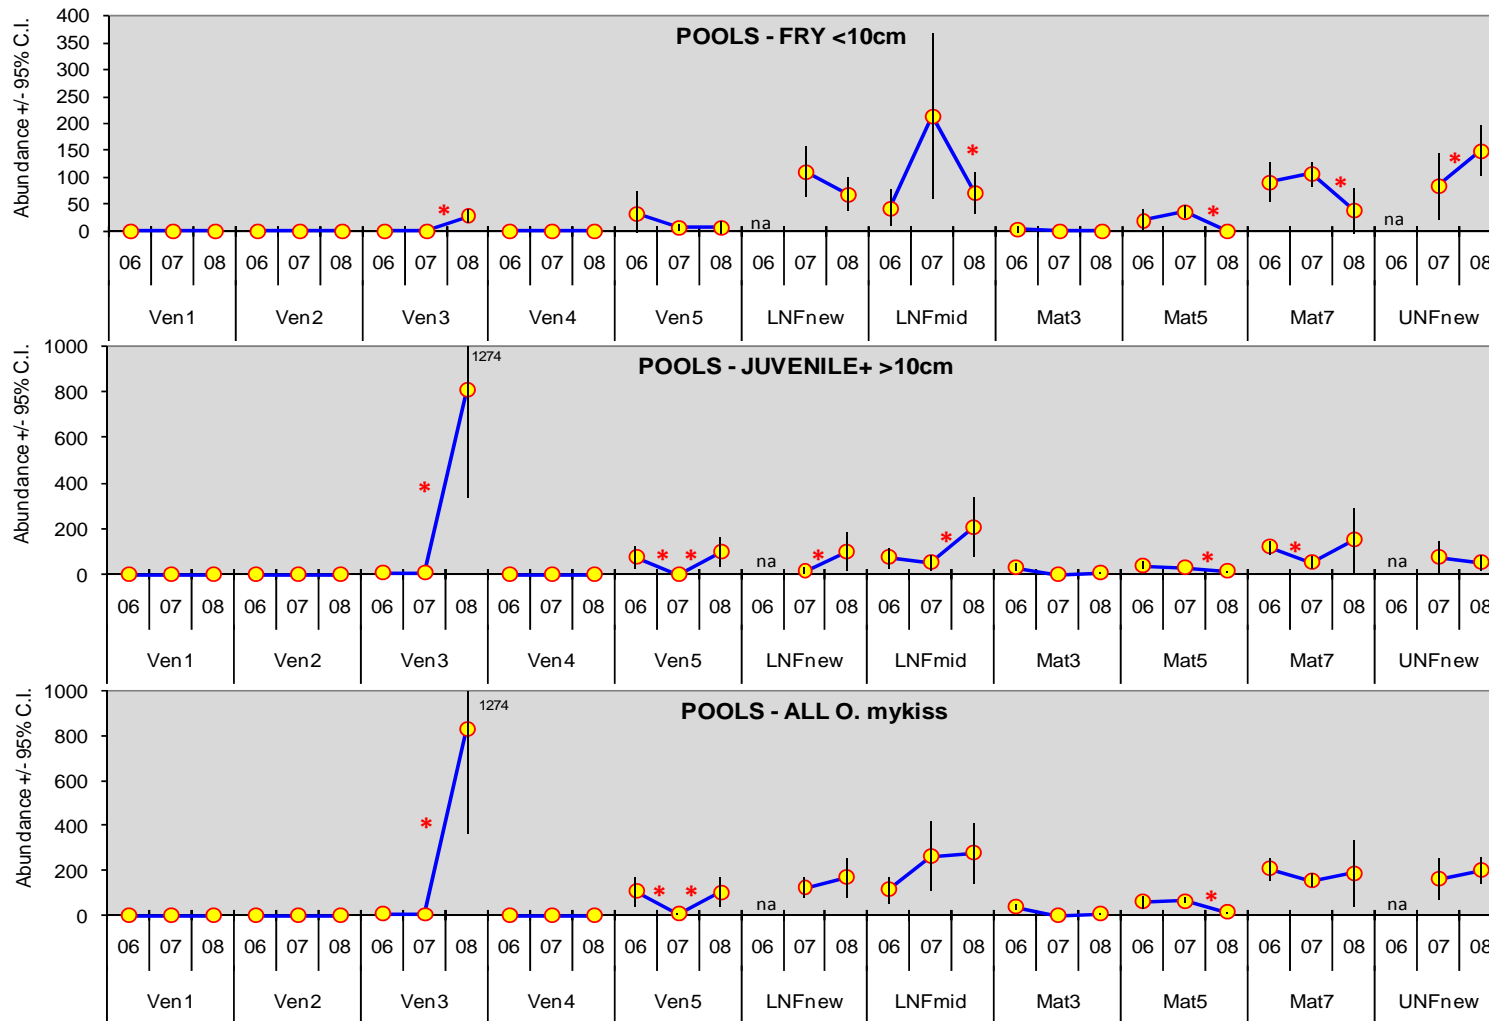 POOLS - FRY <10cm
Abundance +/- 95% C.I.
400
350
300
250
200
150
100
50
0
* * * * *
na na
06 07 08 06 07 08 06 07 08 06 07 08 06 07 08 06 07 08 06 07 08 06 07 08 06 07 08 06 07 08 06 07 08
Ven1 Ven2 Ven3 Ven4 Ven5 LNFnew LNFmid Mat3 Mat5 Mat7 UNFnew
POOLS - JUVENILE+ >10cm
Abundance +/- 95% C.I.
1000
800
600
400
200
0
1274
* * * * * * *
na na
06 07 08 06 07 08 06 07 08 06 07 08 06 07 08 06 07 08 06 07 08 06 07 08 06 07 08 06 07 08 06 07 08
Ven1 Ven2 Ven3 Ven4 Ven5 LNFnew LNFmid Mat3 Mat5 Mat7 UNFnew
POOLS - ALL O. mykiss
Abundance +/- 95% C.I.
1000
800
600
400
200
0
1274
* * * *
na na
06 07 08 06 07 08 06 07 08 06 07 08 06 07 08 06 07 08 06 07 08 06 07 08 06 07 08 06 07 08 06 07 08
Ven1 Ven2 Ven3 Ven4 Ven5 LNFnew LNFmid Mat3 Mat5 Mat7 UNFnew